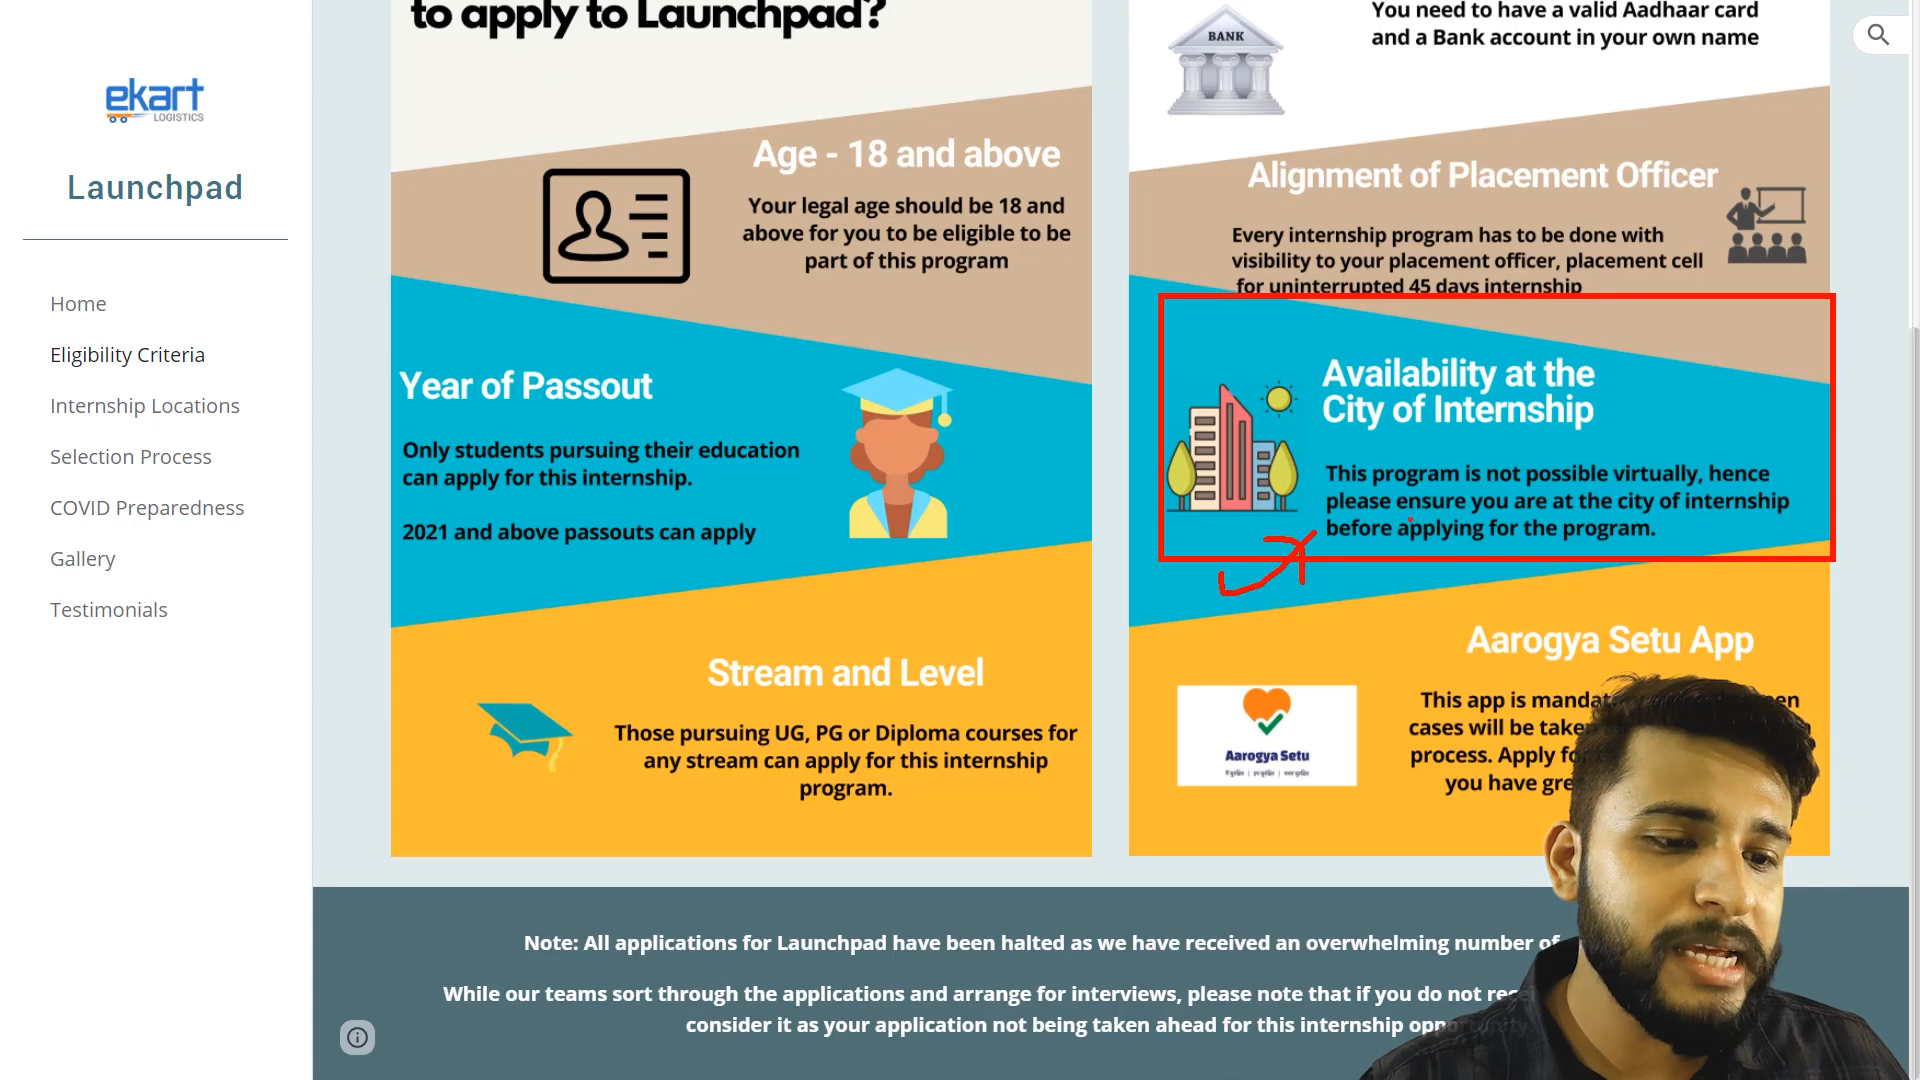 ekart
LOGISTICS
Launchpad
Home
Eligibility Criteria
Internship Locations
Selection Process
COVID Preparedness
Gallery
Testimonials
to apply to Launchpad?
Age - 18 and above
Your legal age should be 18 and
above for you to be eligible to be
part of this program
Year of Passout
Only students pursuing their education
can apply for this internship.
2021 and above passouts can apply
Stream and Level
Those pursuing UG, PG or Diploma courses for
any stream can apply for this internship
program.
BANK
You need to have a valid Aadhaar card
and a Bank account in your own name
Alignment of Placement Officer
Every internship program has to be done with
visibility to your placement officer, placement cell
for uninterrupted 45 days internship
Availability at the
City of Internship
This program is not possible virtually, hence
please ensure you are at the city of internship
before applying for the program.
Aarogya Setu App
Aarogya Setu
This app is
cases will be
process. Apply
you have
Note: All applications for Launchpad have been halted as we have received an overwhelming number of
While our teams sort through the applications and arrange for interviews, please note that if you do not
consider it as your application not being taken ahead for this internship